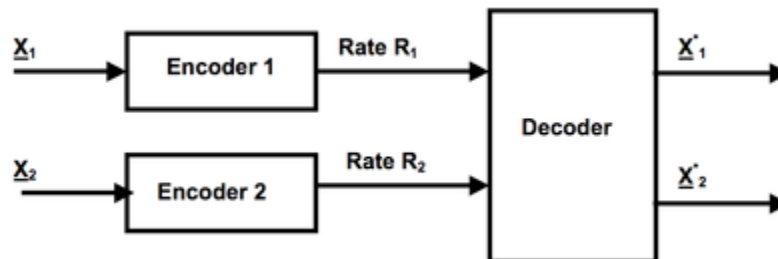 X₁ Encoder 1 Rate R₁ X*₁
Decoder
X₂ Encoder 2 Rate R₂ X*₂